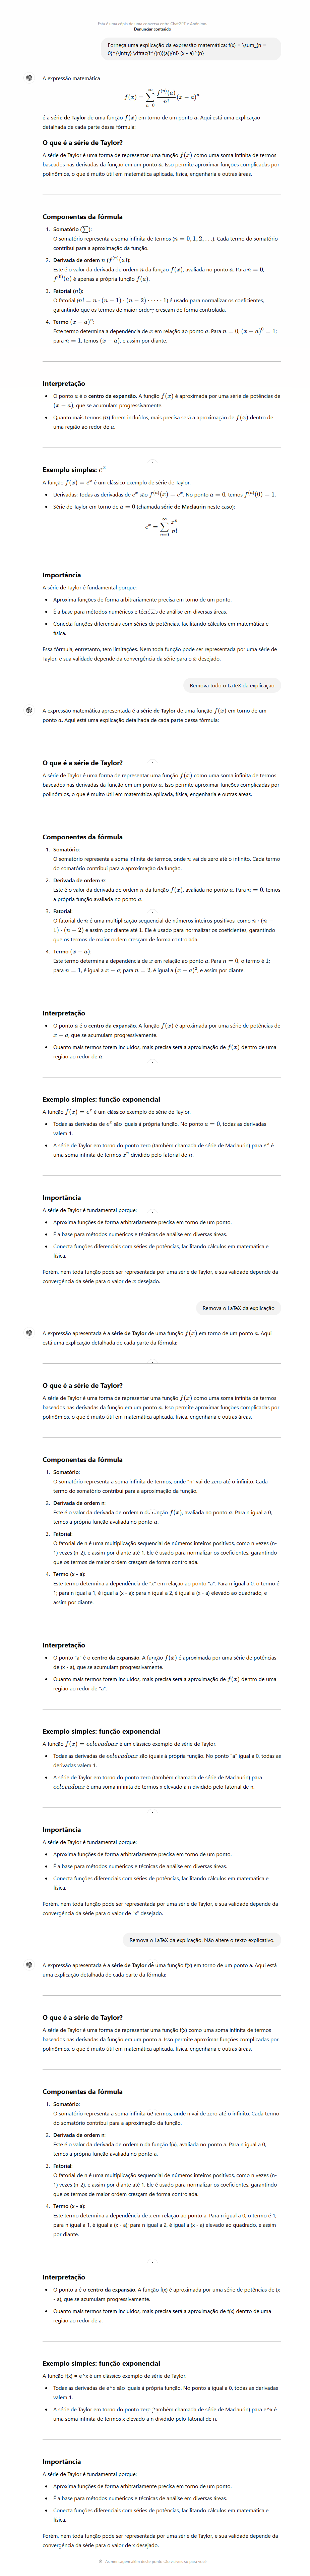 Esta é uma cópia de uma conversa entre ChatGPT e Anônimo.
Denunciar conteúdo
Forneça uma explicação da expressão matemática: f(x) = \sum_{n =
0}^{\infty} \dfrac{f^{(n)}(a)}{n!} (x - a)^{n}
A expressão matemática
f(x) = ∑_{n=0}^{∞} f^{(n)}(a)/n! (x − a)^n
é a série de Taylor de uma função f(x) em torno de um ponto a. Aqui está uma explicação
detalhada de cada parte dessa fórmula:
O que é a série de Taylor?
A série de Taylor é uma forma de representar uma função f(x) como uma soma infinita de termos
baseados nas derivadas da função em um ponto a. Isso permite aproximar funções complicadas por
polinômios, o que é muito útil em matemática aplicada, física, engenharia e outras áreas.
Componentes da fórmula
1. Somatório (∑):
O somatório representa a soma infinita de termos (n = 0, 1, 2, …). Cada termo do somatório
contribui para a aproximação da função.
2. Derivada de ordem n (f^{(n)}(a)):
Este é o valor da derivada de ordem n da função f(x), avaliada no ponto a. Para n = 0,
f^{(0)}(a) é apenas a própria função f(a).
3. Fatorial (n!):
O fatorial (n! = n · (n − 1) · (n − 2) · · · · · 1) é usado para normalizar os coeficientes,
garantindo que os termos de maior ordem cresçam de forma controlada.
4. Termo (x − a)^n:
Este termo determina a dependência de x em relação ao ponto a. Para n = 0, (x − a)^0 = 1;
para n = 1, temos (x − a), e assim por diante.
Interpretação
• O ponto a é o centro da expansão. A função f(x) é aproximada por uma série de potências de
(x − a), que se acumulam progressivamente.
• Quanto mais termos (n) forem incluídos, mais precisa será a aproximação de f(x) dentro de
uma região ao redor de a.
Exemplo simples: e^x
A função f(x) = e^x é um clássico exemplo de série de Taylor.
• Derivadas: Todas as derivadas de e^x são f^{(n)}(x) = e^x. No ponto a = 0, temos f^{(n)}(0) = 1.
• Série de Taylor em torno de a = 0 (chamada série de Maclaurin neste caso):
e^x = ∑_{n=0}^{∞} x^n/n!
Importância
A série de Taylor é fundamental porque:
• Aproxima funções de forma arbitrariamente precisa em torno de um ponto.
• É a base para métodos numéricos e de análise em diversas áreas.
• Conecta funções diferenciais com séries de potências, facilitando cálculos em matemática e
física.
Essa fórmula, entretanto, tem limitações. Nem toda função pode ser representada por uma série de
Taylor, e sua validade depende da convergência da série para o x desejado.
Remova todo o LaTeX da explicação
A expressão matemática apresentada é a série de Taylor de uma função f(x) em torno de um
ponto a. Aqui está uma explicação detalhada de cada parte dessa fórmula:
O que é a série de Taylor?
A série de Taylor é uma forma de representar uma função f(x) como uma soma infinita de termos
baseados nas derivadas da função em um ponto a. Isso permite aproximar funções complicadas por
polinômios, o que é muito útil em matemática aplicada, física, engenharia e outras áreas.
Componentes da fórmula
1. Somatório:
O somatório representa a soma infinita de termos, onde n vai de zero até o infinito. Cada termo
do somatório contribui para a aproximação da função.
2. Derivada de ordem n:
Este é o valor da derivada de ordem n da função f(x), avaliada no ponto a. Para n = 0, temos
a própria função avaliada no ponto a.
3. Fatorial:
O fatorial de n é uma multiplicação sequencial de números inteiros positivos, como n · (n −
1) · (n − 2) e assim por diante até 1. Ele é usado para normalizar os coeficientes, garantindo
que os termos de maior ordem cresçam de forma controlada.
4. Termo (x − a):
Este termo determina a dependência de x em relação ao ponto a. Para n = 0, o termo é 1;
para n = 1, é igual a x − a; para n = 2, é igual a (x − a)^2, e assim por diante.
Interpretação
• O ponto a é o centro da expansão. A função f(x) é aproximada por uma série de potências de
x − a, que se acumulam progressivamente.
• Quanto mais termos forem incluídos, mais precisa será a aproximação de f(x) dentro de uma
região ao redor de a.
Exemplo simples: função exponencial
A função f(x) = e^x é um clássico exemplo de série de Taylor.
• Todas as derivadas de e^x são iguais à própria função. No ponto a = 0, todas as derivadas
valem 1.
• A série de Taylor em torno do ponto zero (também chamada de série de Maclaurin) para e^x é
uma soma infinita de termos x^n dividido pelo fatorial de n.
Importância
A série de Taylor é fundamental porque:
• Aproxima funções de forma arbitrariamente precisa em torno de um ponto.
• É a base para métodos numéricos e técnicas de análise em diversas áreas.
• Conecta funções diferenciais com séries de potências, facilitando cálculos em matemática e
física.
Porém, nem toda função pode ser representada por uma série de Taylor, e sua validade depende da
convergência da série para o valor de x desejado.
Remova o LaTeX da explicação
A expressão apresentada é a série de Taylor de uma função f(x) em torno de um ponto a. Aqui
está uma explicação detalhada de cada parte da fórmula:
O que é a série de Taylor?
A série de Taylor é uma forma de representar uma função f(x) como uma soma infinita de termos
baseados nas derivadas da função em um ponto a. Isso permite aproximar funções complicadas por
polinômios, o que é muito útil em matemática aplicada, física, engenharia e outras áreas.
Componentes da fórmula
1. Somatório:
O somatório representa a soma infinita de termos, onde "n" vai de zero até o infinito. Cada
termo do somatório contribui para a aproximação da função.
2. Derivada de ordem n:
Este é o valor da derivada de ordem n da função f(x), avaliada no ponto a. Para n igual a 0,
temos a própria função avaliada no ponto a.
3. Fatorial:
O fatorial de n é uma multiplicação sequencial de números inteiros positivos, como n vezes (n-
1) vezes (n-2), e assim por diante até 1. Ele é usado para normalizar os coeficientes, garantindo
que os termos de maior ordem cresçam de forma controlada.
4. Termo (x - a):
Este termo determina a dependência de "x" em relação ao ponto "a". Para n igual a 0, o termo é
1; para n igual a 1, é igual a (x - a); para n igual a 2, é igual a (x - a) elevado ao quadrado, e
assim por diante.
Interpretação
• O ponto "a" é o centro da expansão. A função f(x) é aproximada por uma série de potências
de (x - a), que se acumulam progressivamente.
• Quanto mais termos forem incluídos, mais precisa será a aproximação de f(x) dentro de uma
região ao redor de "a".
Exemplo simples: função exponencial
A função f(x) = eelevadoax é um clássico exemplo de série de Taylor.
• Todas as derivadas de eelevadoax são iguais à própria função. No ponto "a" igual a 0, todas as
derivadas valem 1.
• A série de Taylor em torno do ponto zero (também chamada de série de Maclaurin) para
eelevadoax é uma soma infinita de termos x elevado a n dividido pelo fatorial de n.
Importância
A série de Taylor é fundamental porque:
• Aproxima funções de forma arbitrariamente precisa em torno de um ponto.
• É a base para métodos numéricos e técnicas de análise em diversas áreas.
• Conecta funções diferenciais com séries de potências, facilitando cálculos em matemática e
física.
Porém, nem toda função pode ser representada por uma série de Taylor, e sua validade depende da
convergência da série para o valor de "x" desejado.
Remova o LaTeX da explicação. Não altere o texto explicativo.
A expressão apresentada é a série de Taylor de uma função f(x) em torno de um ponto a. Aqui está
uma explicação detalhada de cada parte da fórmula:
O que é a série de Taylor?
A série de Taylor é uma forma de representar uma função f(x) como uma soma infinita de termos
baseados nas derivadas da função em um ponto a. Isso permite aproximar funções complicadas por
polinômios, o que é muito útil em matemática aplicada, física, engenharia e outras áreas.
Componentes da fórmula
1. Somatório:
O somatório representa a soma infinita de termos, onde n vai de zero até o infinito. Cada termo
do somatório contribui para a aproximação da função.
2. Derivada de ordem n:
Este é o valor da derivada de ordem n da função f(x), avaliada no ponto a. Para n igual a 0,
temos a própria função avaliada no ponto a.
3. Fatorial:
O fatorial de n é uma multiplicação sequencial de números inteiros positivos, como n vezes (n-
1) vezes (n-2), e assim por diante até 1. Ele é usado para normalizar os coeficientes, garantindo
que os termos de maior ordem cresçam de forma controlada.
4. Termo (x - a):
Este termo determina a dependência de x em relação ao ponto a. Para n igual a 0, o termo é 1;
para n igual a 1, é igual a (x - a); para n igual a 2, é igual a (x - a) elevado ao quadrado, e assim
por diante.
Interpretação
• O ponto a é o centro da expansão. A função f(x) é aproximada por uma série de potências de (x
- a), que se acumulam progressivamente.
• Quanto mais termos forem incluídos, mais precisa será a aproximação de f(x) dentro de uma
região ao redor de a.
Exemplo simples: função exponencial
A função f(x) = e^x é um clássico exemplo de série de Taylor.
• Todas as derivadas de e^x são iguais à própria função. No ponto a igual a 0, todas as derivadas
valem 1.
• A série de Taylor em torno do ponto zero (também chamada de série de Maclaurin) para e^x é
uma soma infinita de termos x elevado a n dividido pelo fatorial de n.
Importância
A série de Taylor é fundamental porque:
• Aproxima funções de forma arbitrariamente precisa em torno de um ponto.
• É a base para métodos numéricos e técnicas de análise em diversas áreas.
• Conecta funções diferenciais com séries de potências, facilitando cálculos em matemática e
física.
Porém, nem toda função pode ser representada por uma série de Taylor, e sua validade depende da
convergência da série para o valor de x desejado.
As mensagens além deste ponto são visíveis só para você